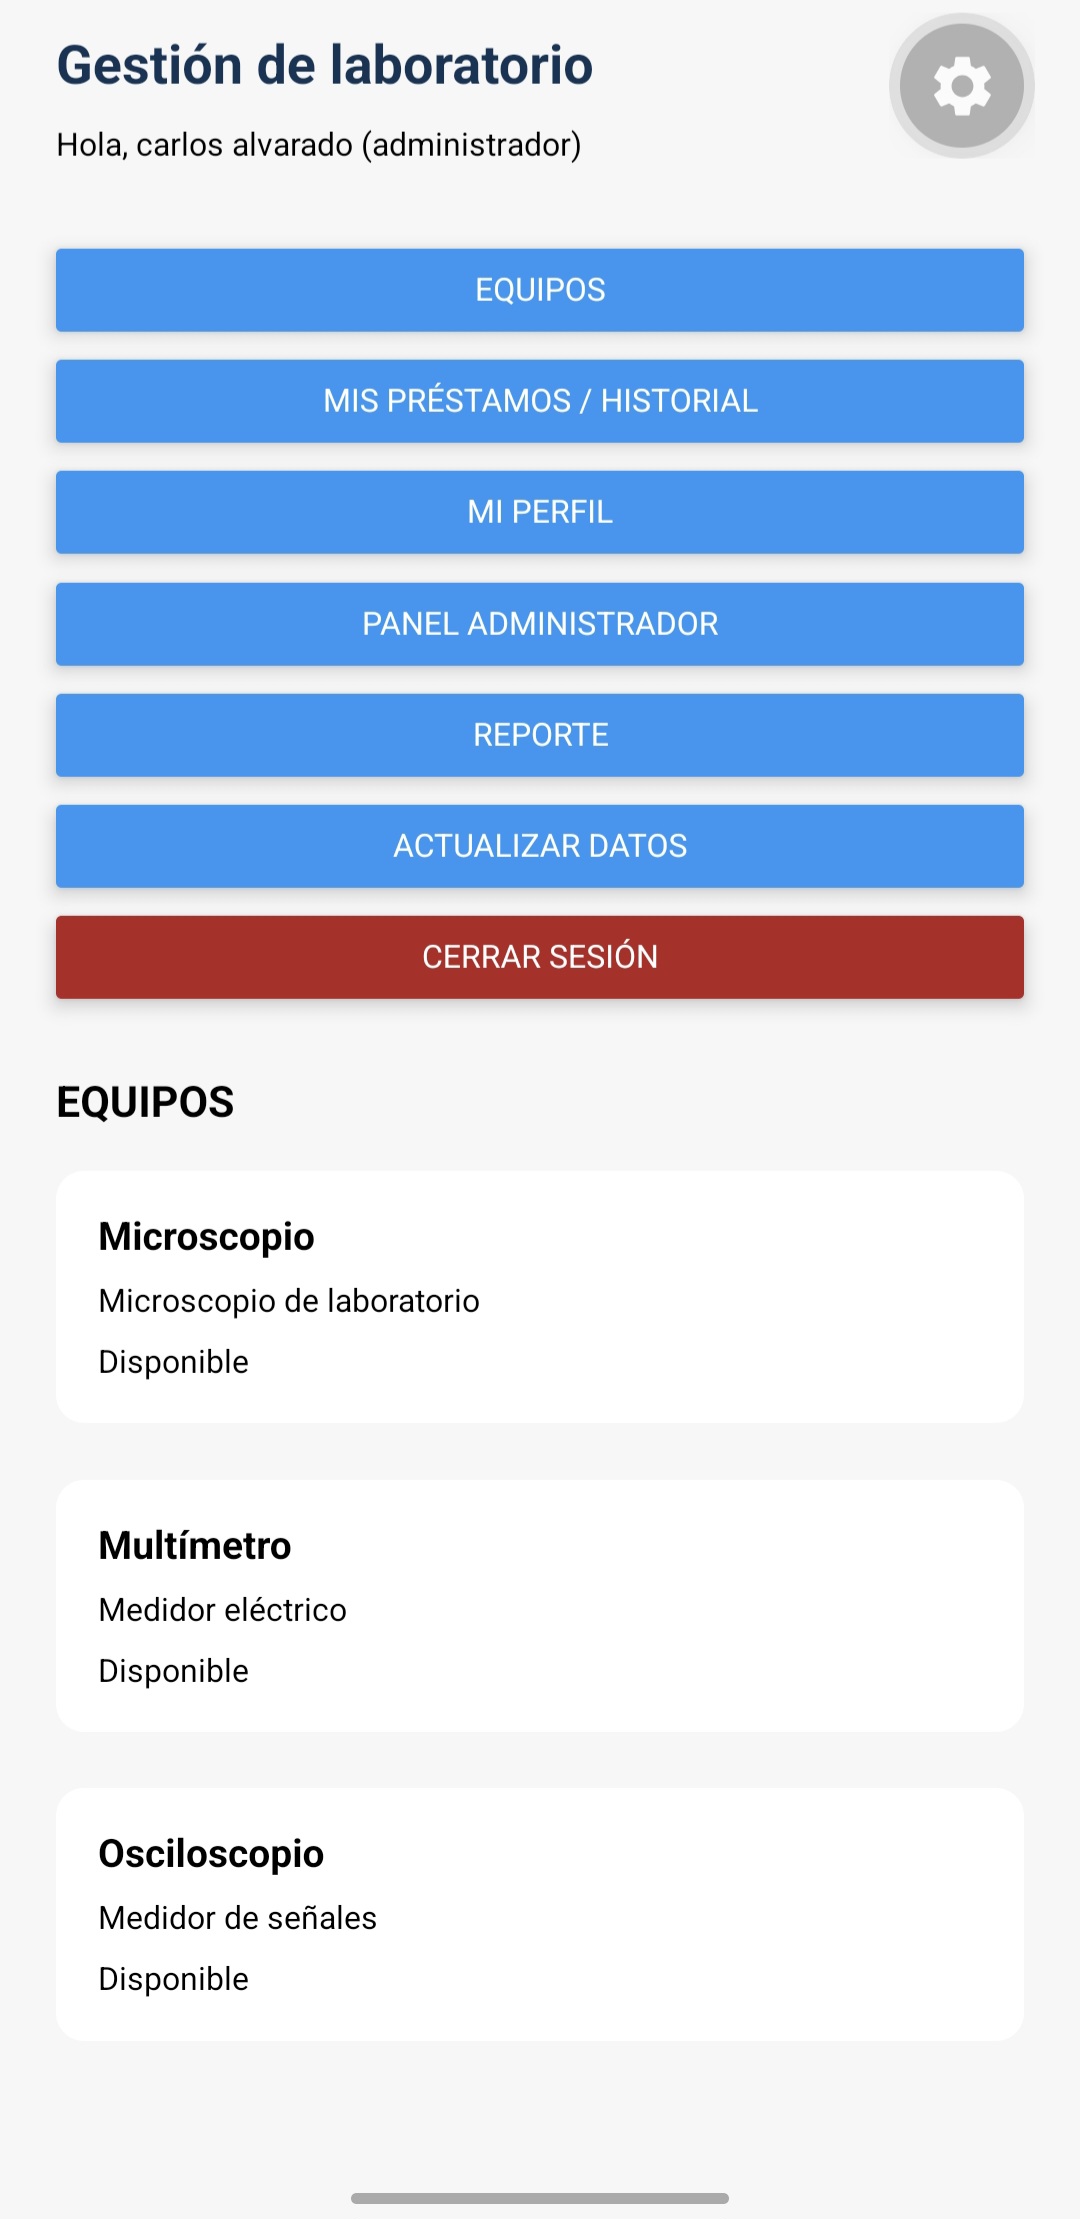 Gestión de laboratorio
Hola, carlos alvarado (administrador)
EQUIPOS
MIS PRÉSTAMOS / HISTORIAL
MI PERFIL
PANEL ADMINISTRADOR
REPORTE
ACTUALIZAR DATOS
CERRAR SESIÓN
EQUIPOS
Microscopio
Microscopio de laboratorio
Disponible
Multímetro
Medidor eléctrico
Disponible
Osciloscopio
Medidor de señales
Disponible